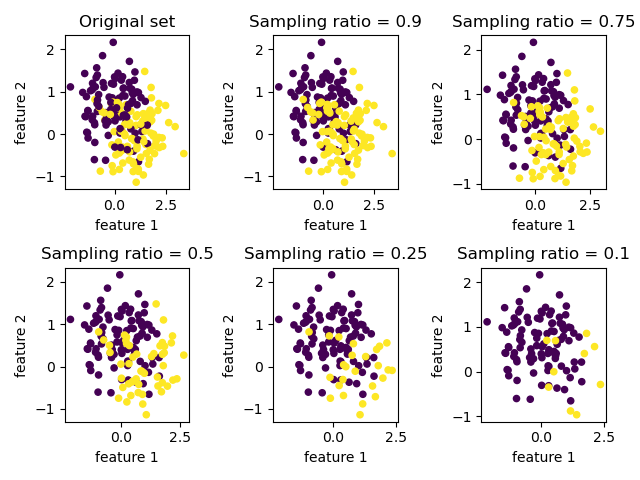 Original set
Sampling ratio = 0.9
Sampling ratio = 0.75
feature 2
2
1
0
−1
0.0
2.5
feature 1
feature 2
2
1
0
−1
0.0
2.5
feature 1
feature 2
2
1
0
−1
0.0
2.5
feature 1
Sampling ratio = 0.5
Sampling ratio = 0.25
Sampling ratio = 0.1
feature 2
2
1
0
−1
0.0
2.5
feature 1
feature 2
2
1
0
−1
0.0
2.5
feature 1
feature 2
2
1
0
−1
0.0
2.5
feature 1